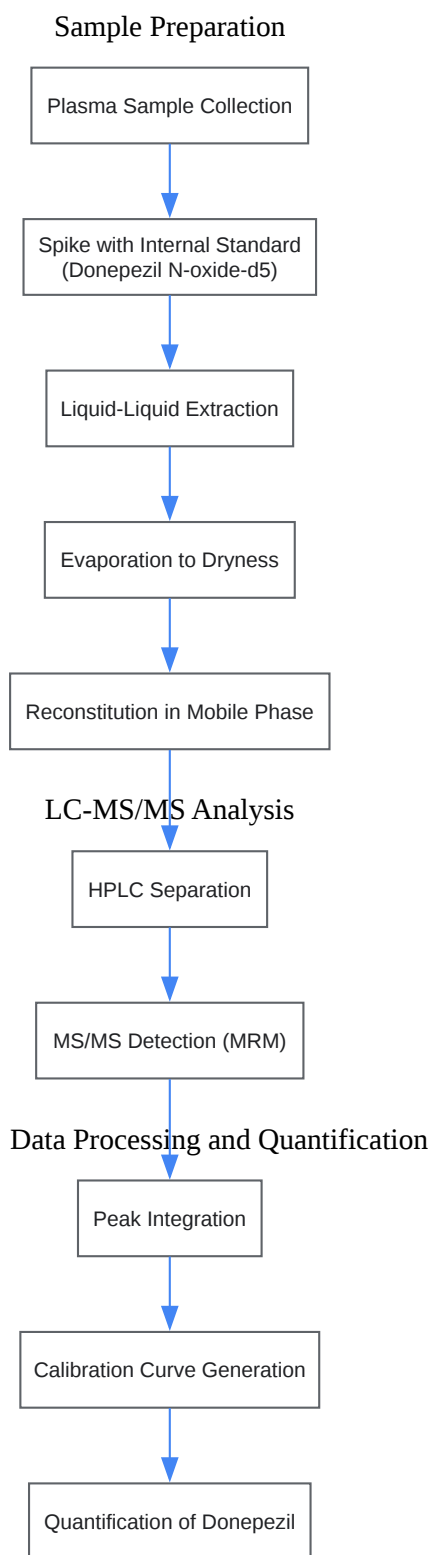 Sample Preparation
Plasma Sample Collection
Spike with Internal Standard
(Donepezil N-oxide-d5)
Liquid-Liquid Extraction
Evaporation to Dryness
Reconstitution in Mobile Phase
LC-MS/MS Analysis
HPLC Separation
MS/MS Detection (MRM)
Data Processing and Quantification
Peak Integration
Calibration Curve Generation
Quantification of Donepezil